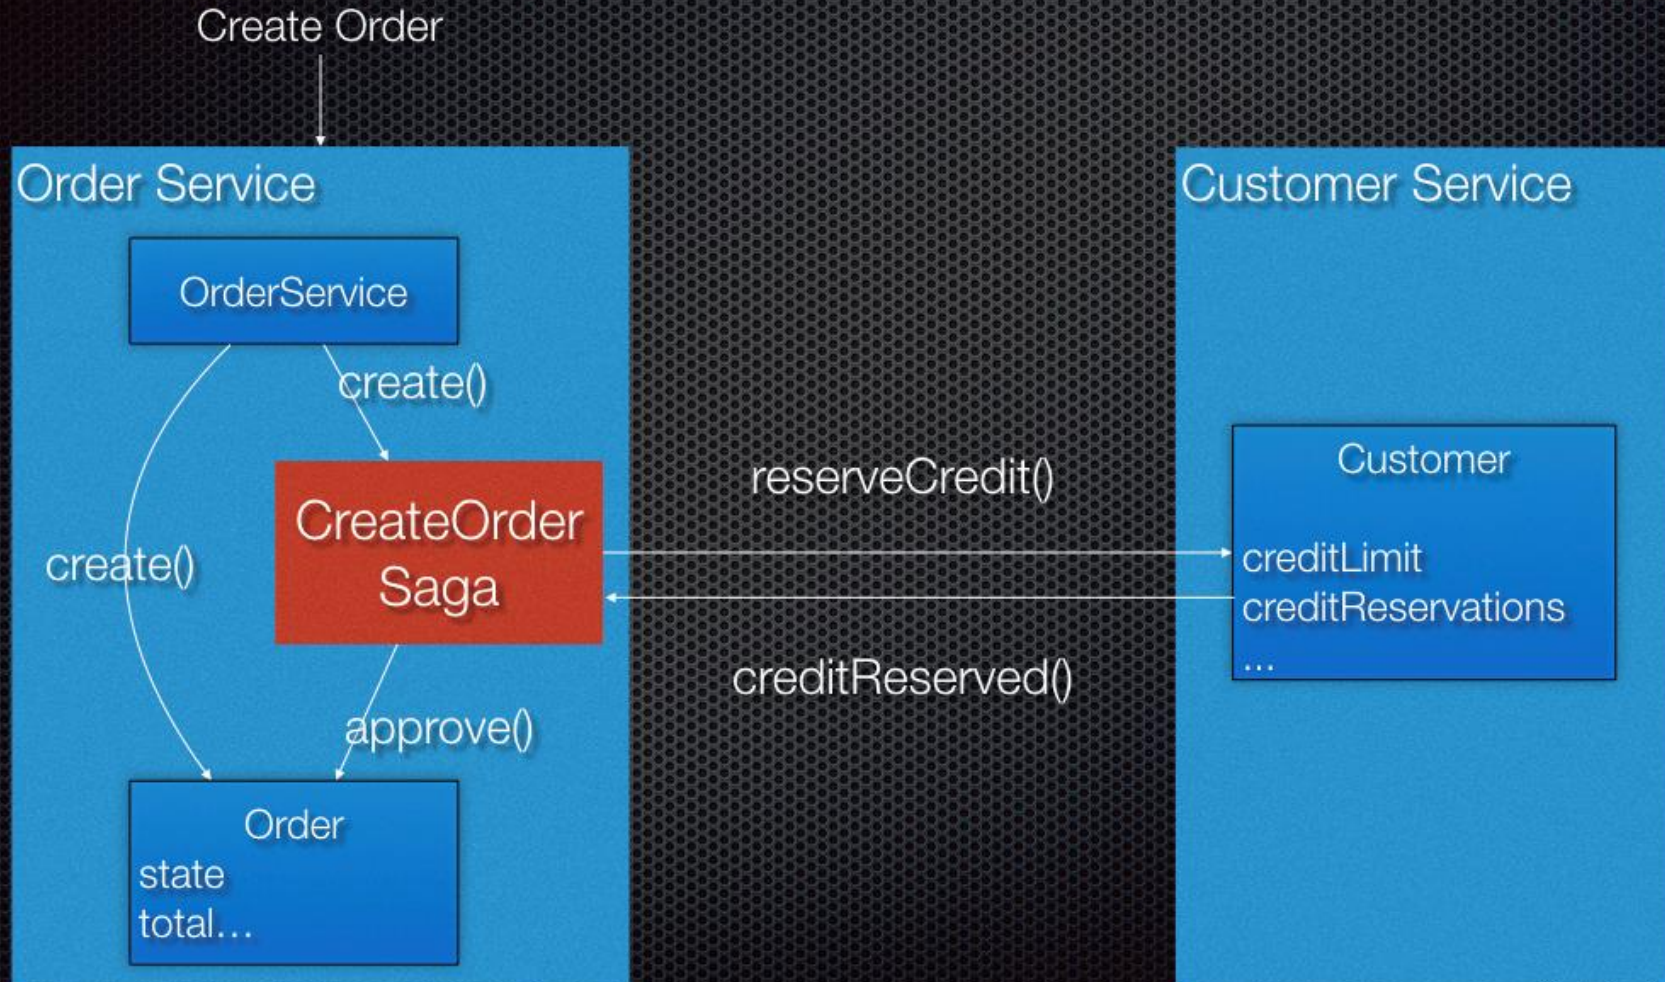 Create Order
Order Service
OrderService
create()
create()
CreateOrder
Saga
approve()
Order
state
total...
reserveCredit()
creditReserved()
Customer Service
Customer
creditLimit
creditReservations
...